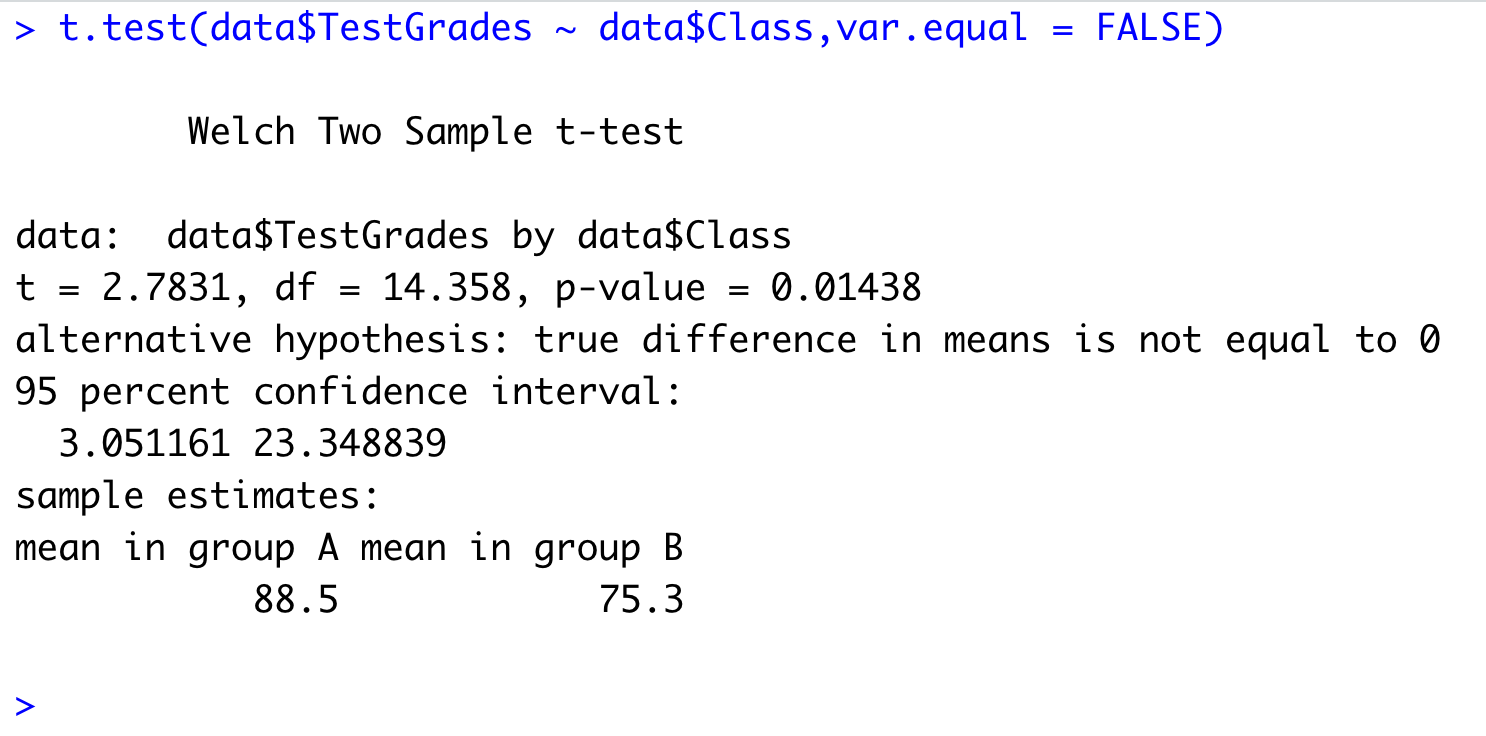 > t.test(data$TestGrades ~ data$Class,var.equal = FALSE)
Welch Two Sample t-test
data:  data$TestGrades by data$Class
t = 2.7831, df = 14.358, p-value = 0.01438
alternative hypothesis: true difference in means is not equal to 0
95 percent confidence interval:
  3.051161 23.348839
sample estimates:
mean in group A mean in group B
           88.5            75.3
>